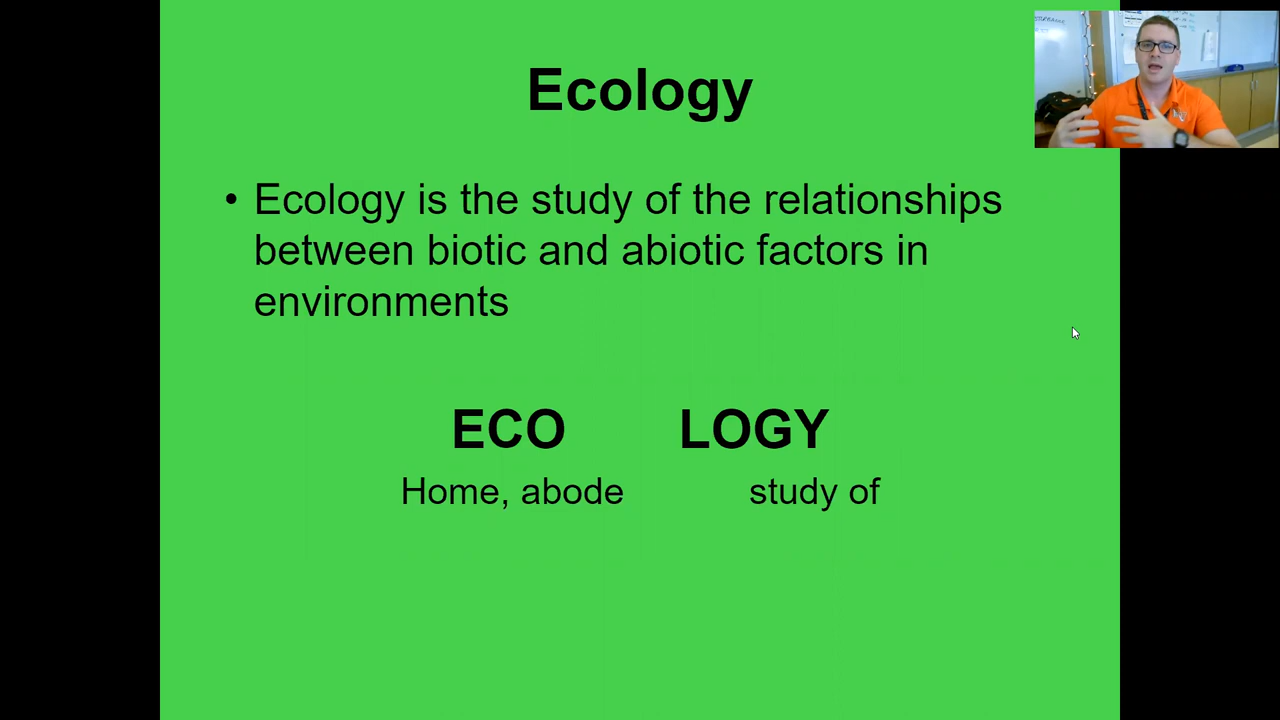 Ecology
• Ecology is the study of the relationships
between biotic and abiotic factors in
environments
ECO LOGY
Home, abode study of